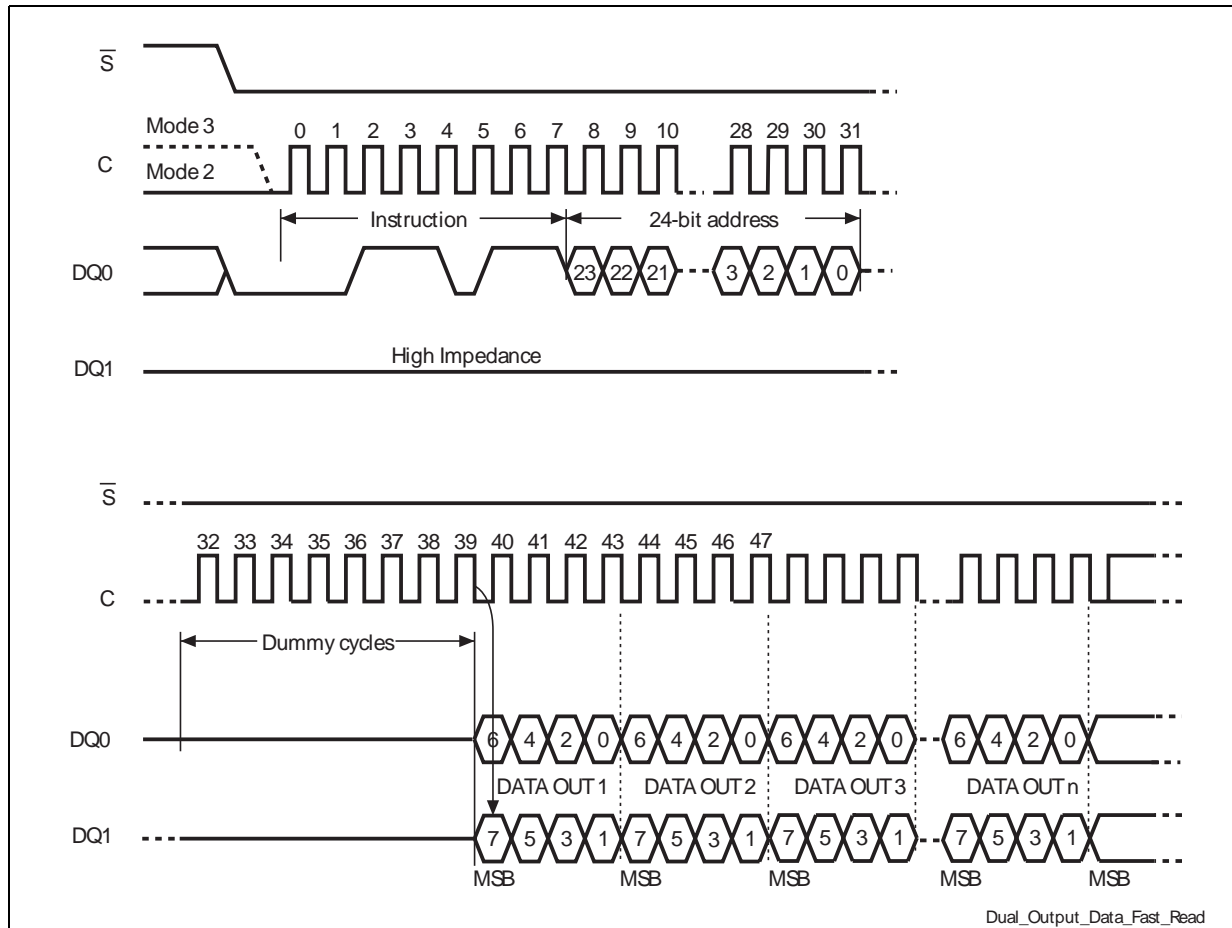 S
Mode 3
0 1 2 3 4 5 6 7 8 9 10 28 29 30 31
C
Mode 2
Instruction 24-bit address
DQ0 23 22 21 3 2 1 0
High Impedance
DQ1
S
32 33 34 35 36 37 38 39 40 41 42 43 44 45 46 47
C
Dummy cycles
DQ0 6 4 2 0 6 4 2 0 6 4 2 0 6 4 2 0
DATA OUT 1 DATA OUT 2 DATA OUT 3 DATA OUT n
DQ1 7 5 3 1 7 5 3 1 7 5 3 1 7 5 3 1
MSB MSB MSB MSB MSB
Dual_Output_Data_Fast_Read